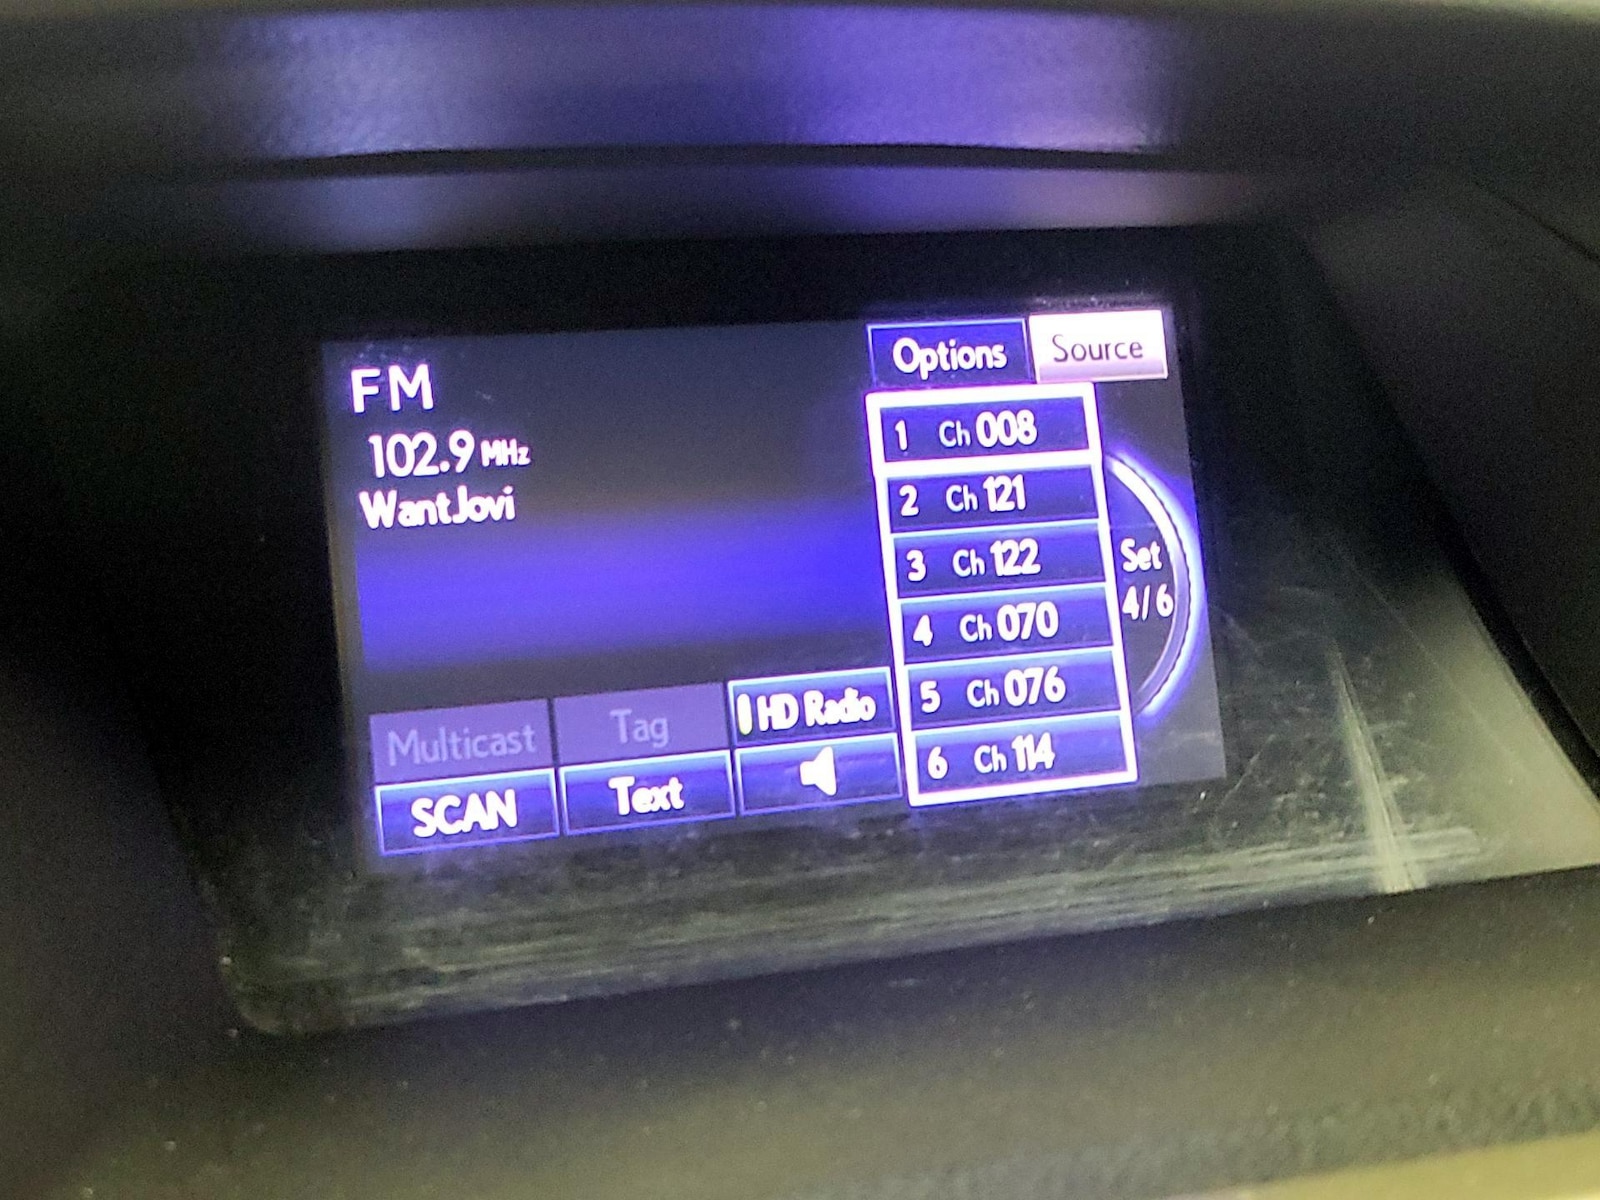 FM
102.9 MHz
WantJovi
Options
Source
1 Ch 008
2 Ch 121
3 Ch 122
4 Ch 070
5 Ch 076
6 Ch 114
Set
4/6
Multicast
Tag
HD Radio
SCAN
Text